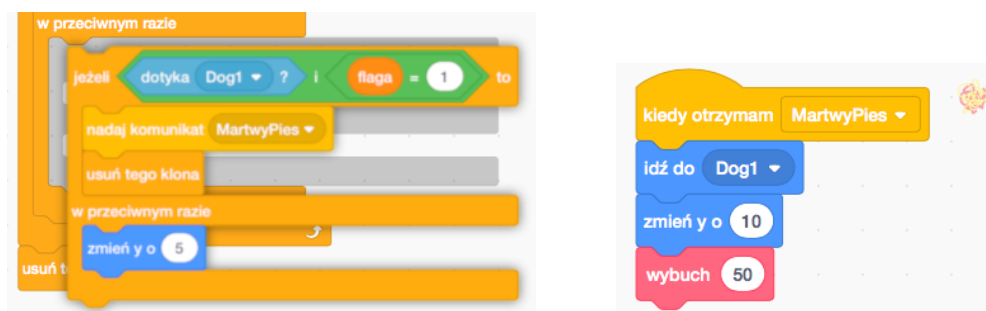 w przeciwnym razie
jeżeli dotyka Dog1 ? i flaga = 1 to
nadaj komunikat MartwyPies
usuń tego klona
w przeciwnym razie
zmień y o 5
usuń
kiedy otrzymam MartwyPies
idź do Dog1
zmień y o 10
wybuch 50